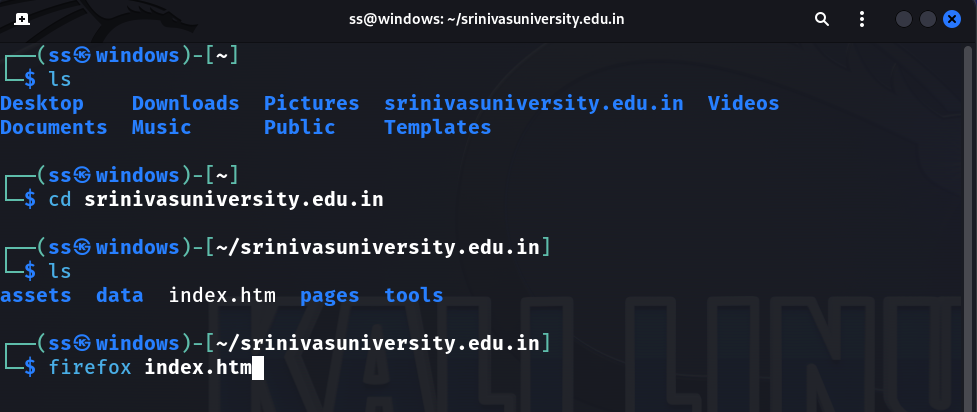 ss@windows: ~/srinivasuniversity.edu.in
┌──(ss㉿windows)-[~]
└─$ ls
Desktop    Downloads  Pictures  srinivasuniversity.edu.in  Videos
Documents  Music      Public    Templates
┌──(ss㉿windows)-[~]
└─$ cd srinivasuniversity.edu.in
┌──(ss㉿windows)-[~/srinivasuniversity.edu.in]
└─$ ls
assets  data  index.htm  pages  tools
┌──(ss㉿windows)-[~/srinivasuniversity.edu.in]
└─$ firefox index.htm
KALI LINU